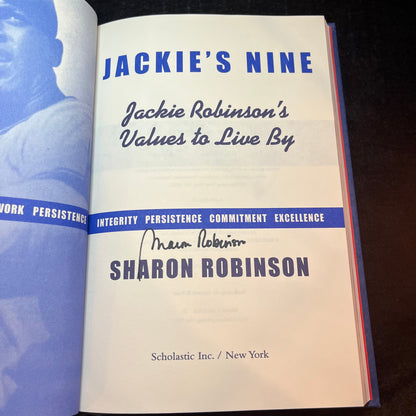 JACKIE'S NINE
Jackie Robinson's
Values to Live By
WORK PERSISTENCE INTEGRITY PERSISTENCE COMMITMENT EXCELLENCE
Sharon Robinson
SHARON ROBINSON
Scholastic Inc. / New York